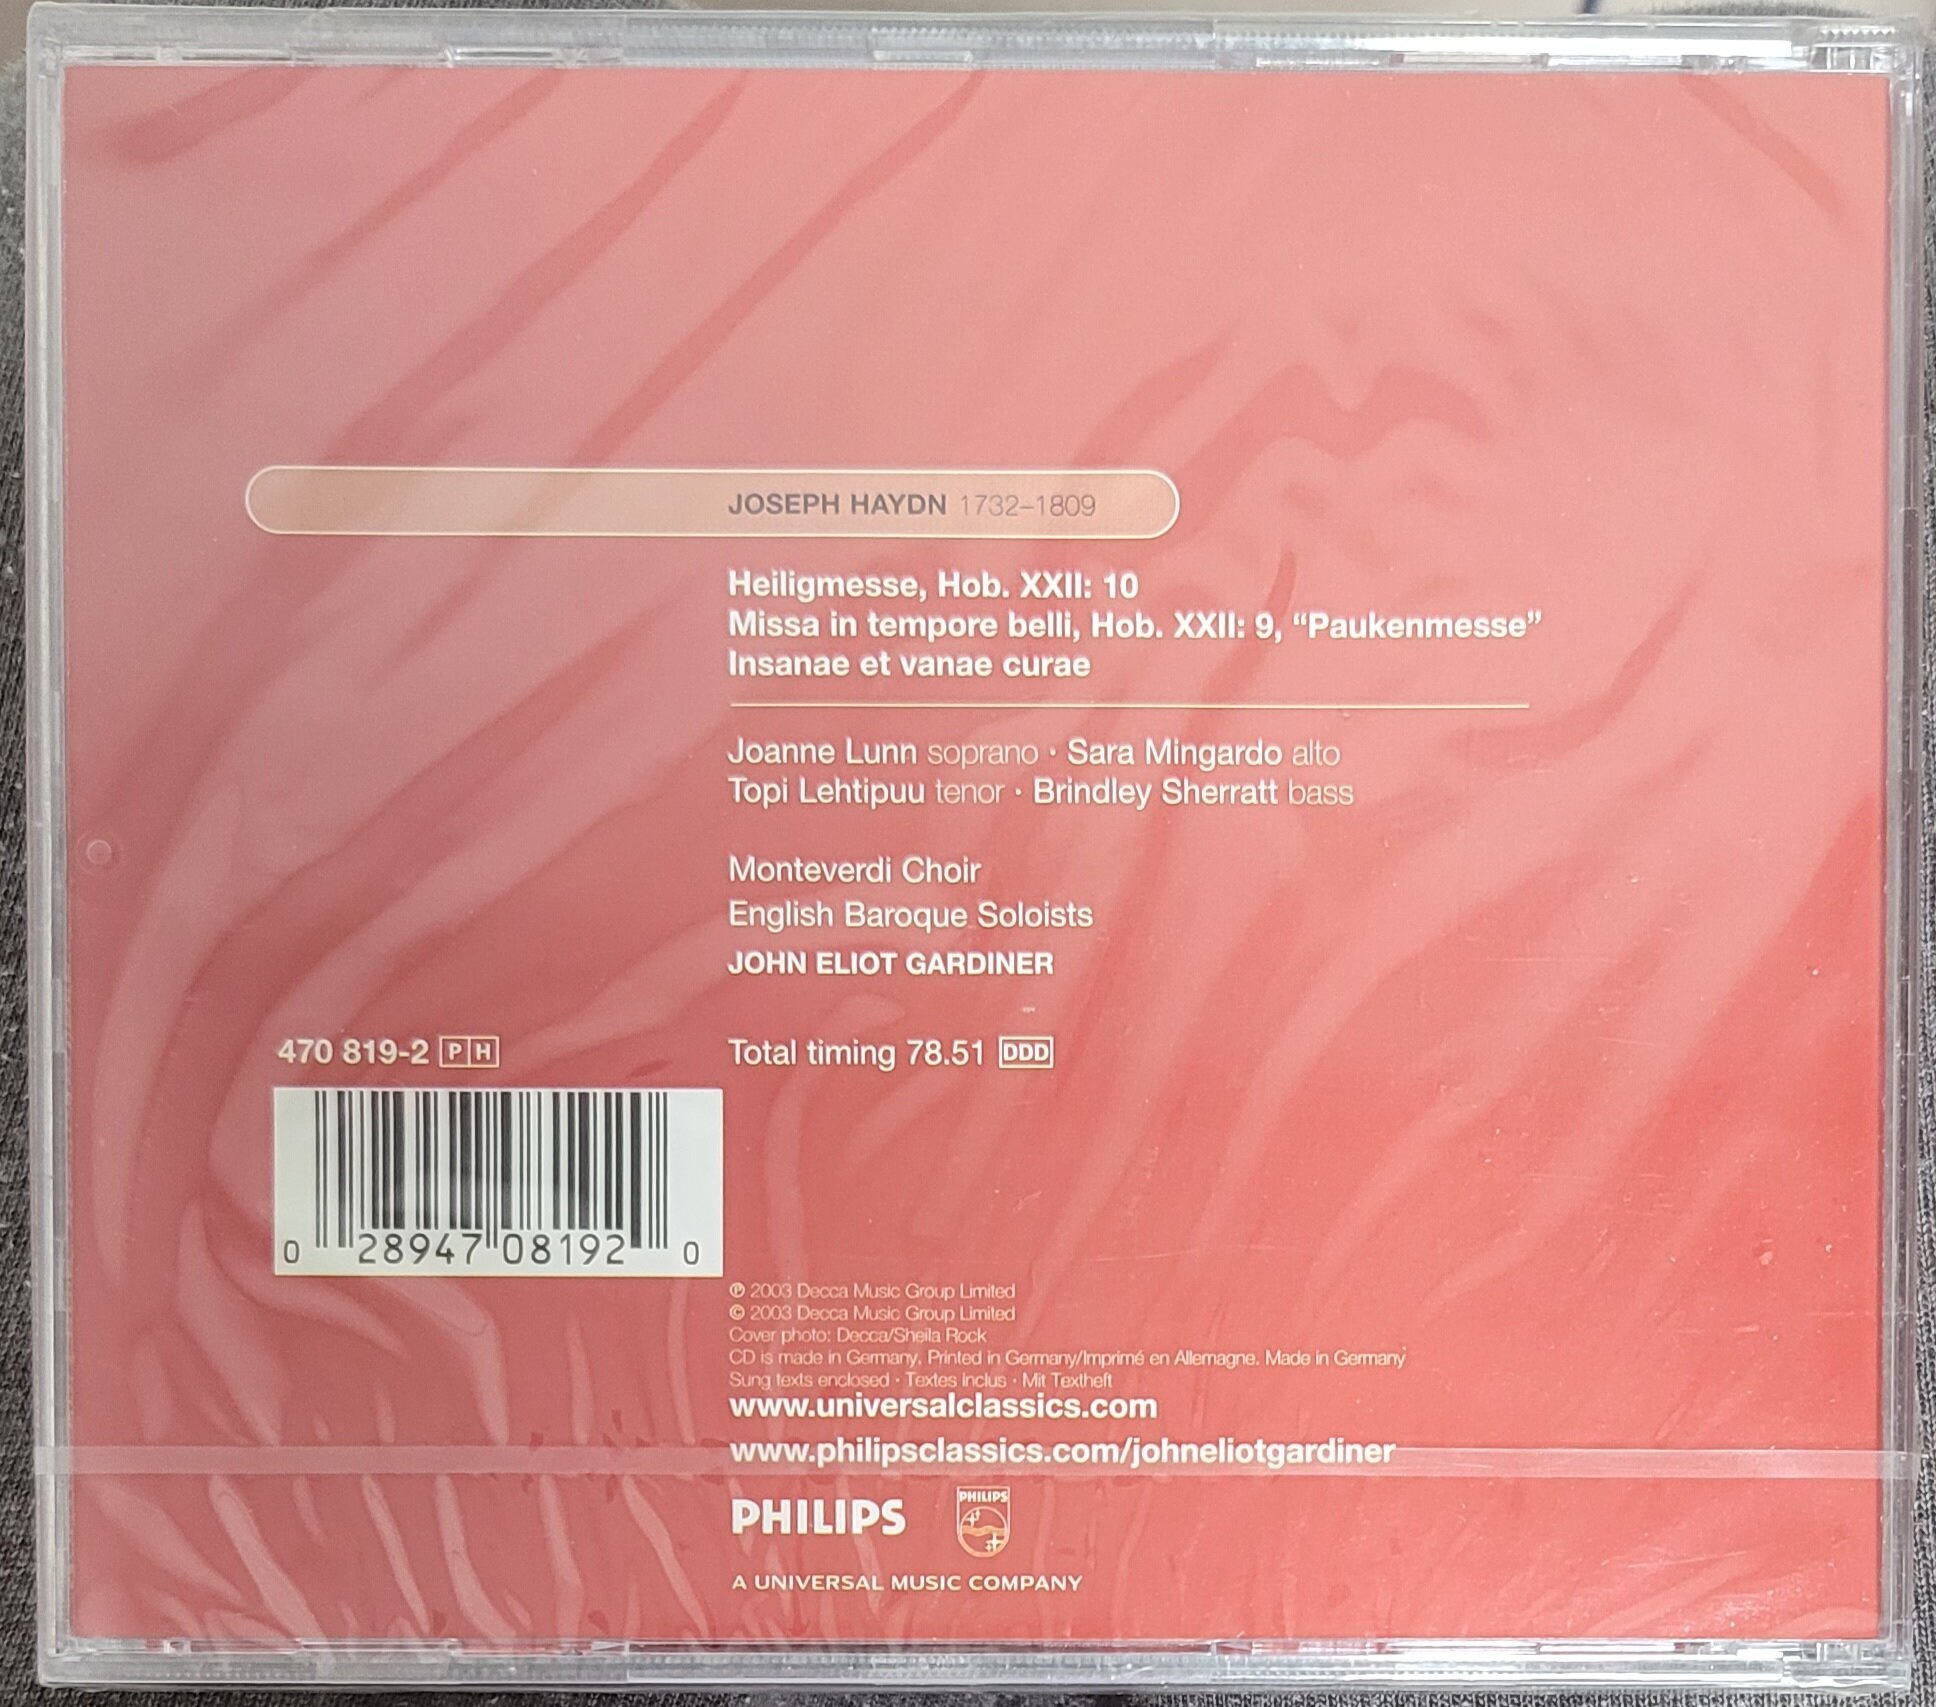 JOSEPH HAYDN 1732–1809
Heiligmesse, Hob. XXII: 10
Missa in tempore belli, Hob. XXII: 9, “Paukenmesse”
Insanae et vanae curae
Joanne Lunn soprano · Sara Mingardo alto
Topi Lehtipuu tenor · Brindley Sherratt bass
Monteverdi Choir
English Baroque Soloists
JOHN ELIOT GARDINER
470 819-2 PH
Total timing 78.51 DDD
0 28947 08192 0
℗ 2003 Decca Music Group Limited
© 2003 Decca Music Group Limited
Cover photo: Decca/Sheila Rock
CD is made in Germany. Printed in Germany/Imprimé en Allemagne. Made in Germany
Sung texts enclosed · Textes inclus · Mit Textheft
www.universalclassics.com
www.philipsclassics.com/johneliotgardiner
PHILIPS PHILIPS
A UNIVERSAL MUSIC COMPANY